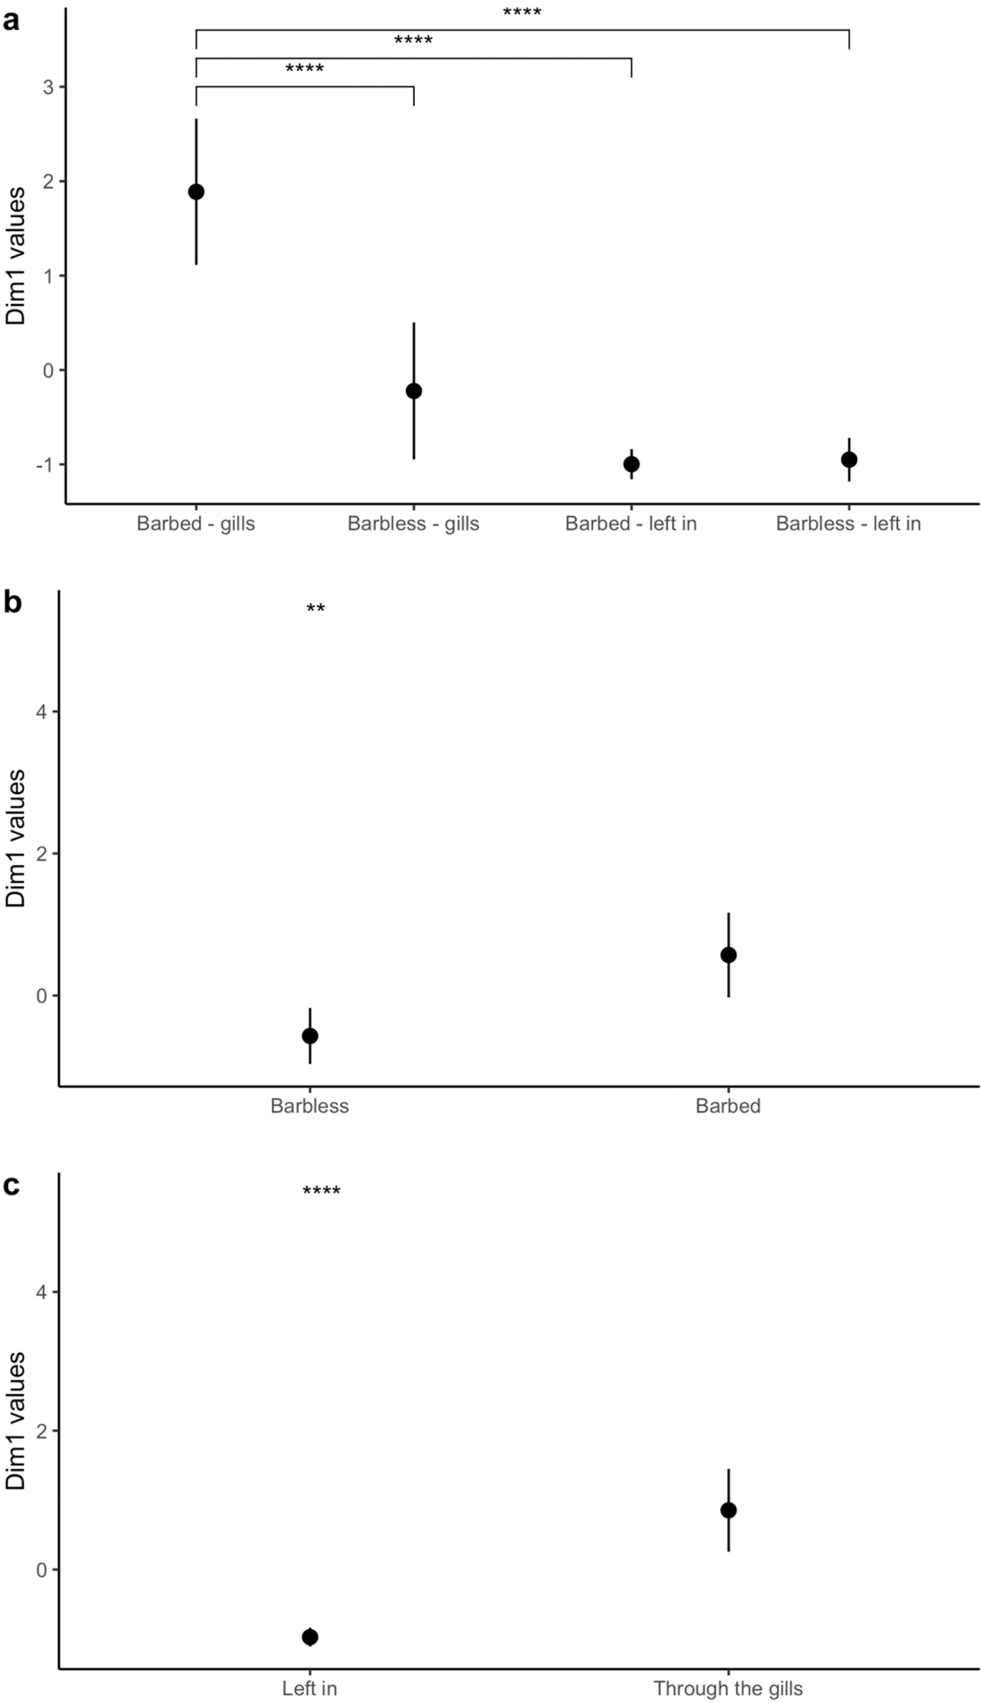 a
****
****
****
3
2
1
0
-1
Dim1 values
Barbed - gills Barbless - gills Barbed - left in Barbless - left in
b
**
4
2
0
Dim1 values
Barbless Barbed
c
****
4
2
0
Dim1 values
Left in Through the gills